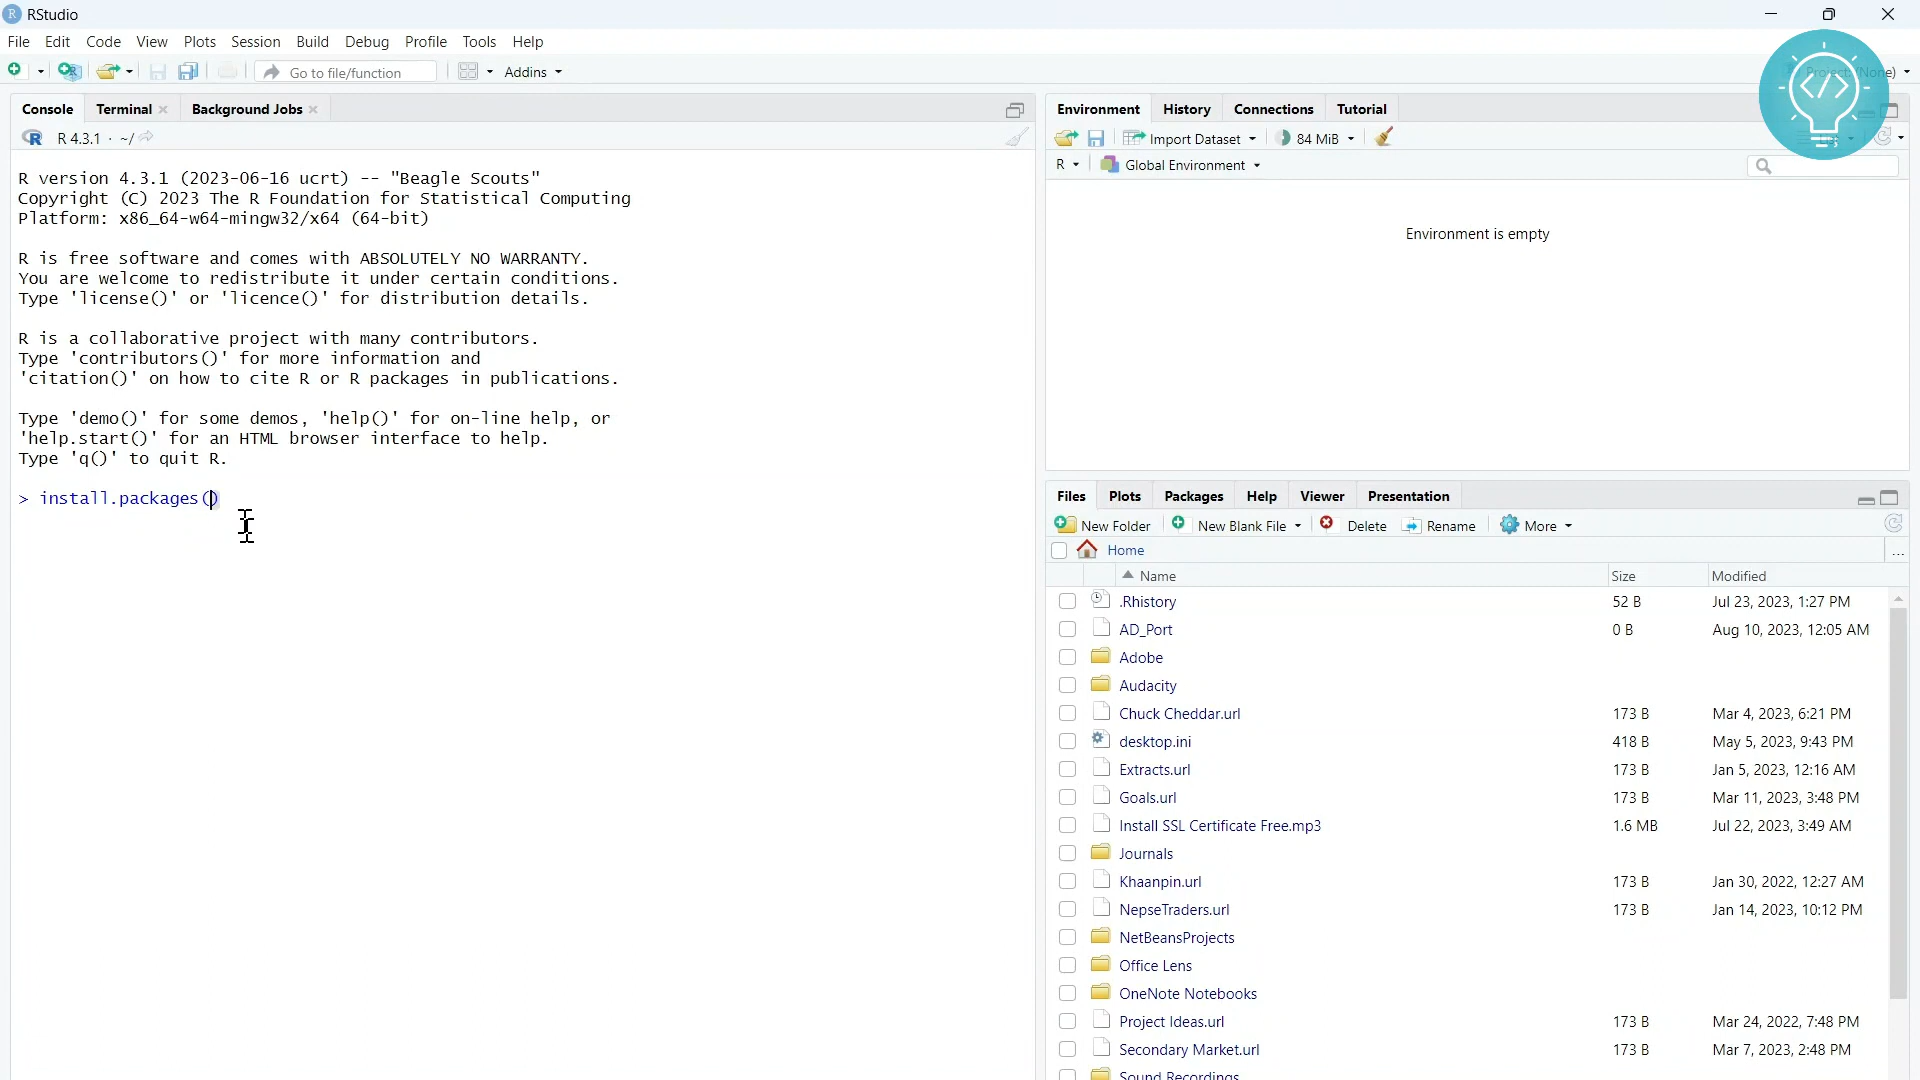 RStudio
File Edit Code View Plots Session Build Debug Profile Tools Help
Go to file/function Addins
Console Terminal Background Jobs
R 4.3.1 · ~/
R version 4.3.1 (2023-06-16 ucrt) -- "Beagle Scouts"
Copyright (C) 2023 The R Foundation for Statistical Computing
Platform: x86_64-w64-mingw32/x64 (64-bit)
R is free software and comes with ABSOLUTELY NO WARRANTY.
You are welcome to redistribute it under certain conditions.
Type 'license()' or 'licence()' for distribution details.
R is a collaborative project with many contributors.
Type 'contributors()' for more information and
'citation()' on how to cite R or R packages in publications.
Type 'demo()' for some demos, 'help()' for on-line help, or
'help.start()' for an HTML browser interface to help.
Type 'q()' to quit R.
> install.packages()
Project: (None)
Environment History Connections Tutorial
Import Dataset 84 MiB
R Global Environment
Environment is empty
Files Plots Packages Help Viewer Presentation
New Folder New Blank File Delete Rename More
Home ...
Name Size Modified
.Rhistory 52 B Jul 23, 2023, 1:27 PM
AD_Port 0 B Aug 10, 2023, 12:05 AM
Adobe
Audacity
Chuck Cheddar.url 173 B Mar 4, 2023, 6:21 PM
desktop.ini 418 B May 5, 2023, 9:43 PM
Extracts.url 173 B Jan 5, 2023, 12:16 AM
Goals.url 173 B Mar 11, 2023, 3:48 PM
Install SSL Certificate Free.mp3 1.6 MB Jul 22, 2023, 3:49 AM
Journals
Khaanpin.url 173 B Jan 30, 2022, 12:27 AM
NepseTraders.url 173 B Jan 14, 2023, 10:12 PM
NetBeansProjects
Office Lens
OneNote Notebooks
Project Ideas.url 173 B Mar 24, 2022, 7:48 PM
Secondary Market.url 173 B Mar 7, 2023, 2:48 PM
Sound Recordings